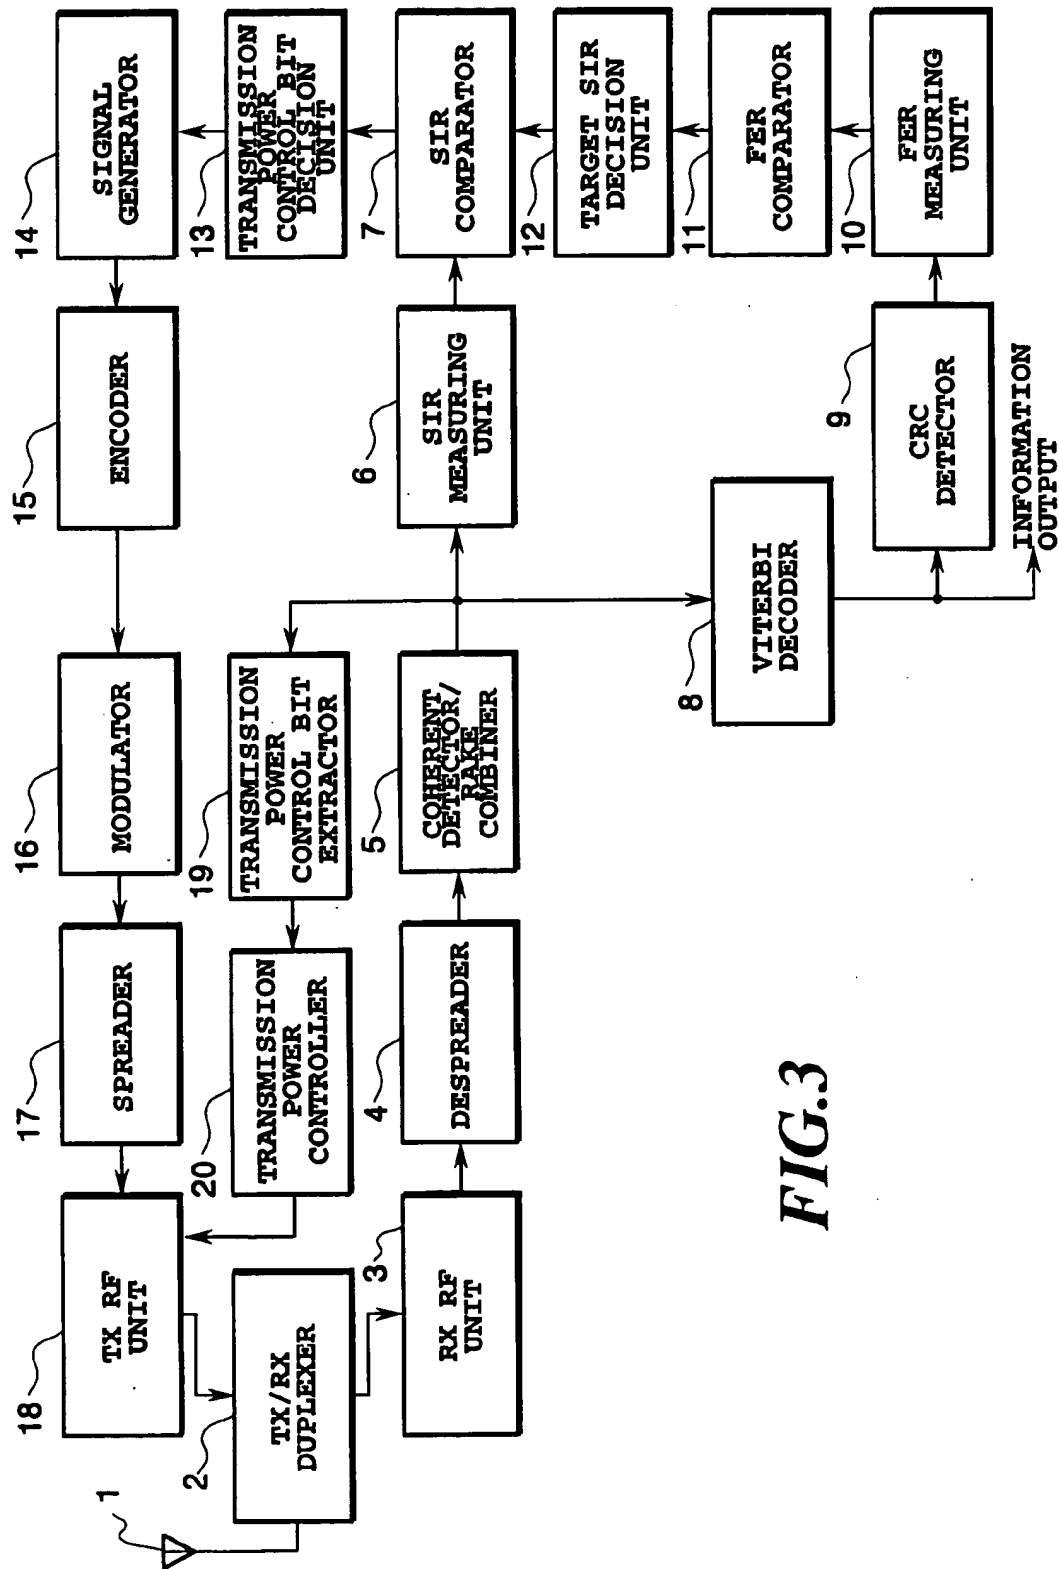 1
TX/RX
DUPLEXER
2
RX RF
UNIT
3
DESPREADER
4
COHERENT
DETECTOR/
RAKE
COMBINER
5
SIR
MEASURING
UNIT
6
SIR
COMPARATOR
7
VITERBI
DECODER
8
CRC
DETECTOR
9
INFORMATION
OUTPUT
FER
MEASURING
UNIT
10
FER
COMPARATOR
11
TARGET SIR
DECISION
UNIT
12
TRANSMISSION
POWER
CONTROL BIT
DECISION
UNIT
13
SIGNAL
GENERATOR
14
ENCODER
15
MODULATOR
16
SPREADER
17
TX RF
UNIT
18
TRANSMISSION
POWER
CONTROL BIT
EXTRACTOR
19
TRANSMISSION
POWER
CONTROLLER
20
FIG.3